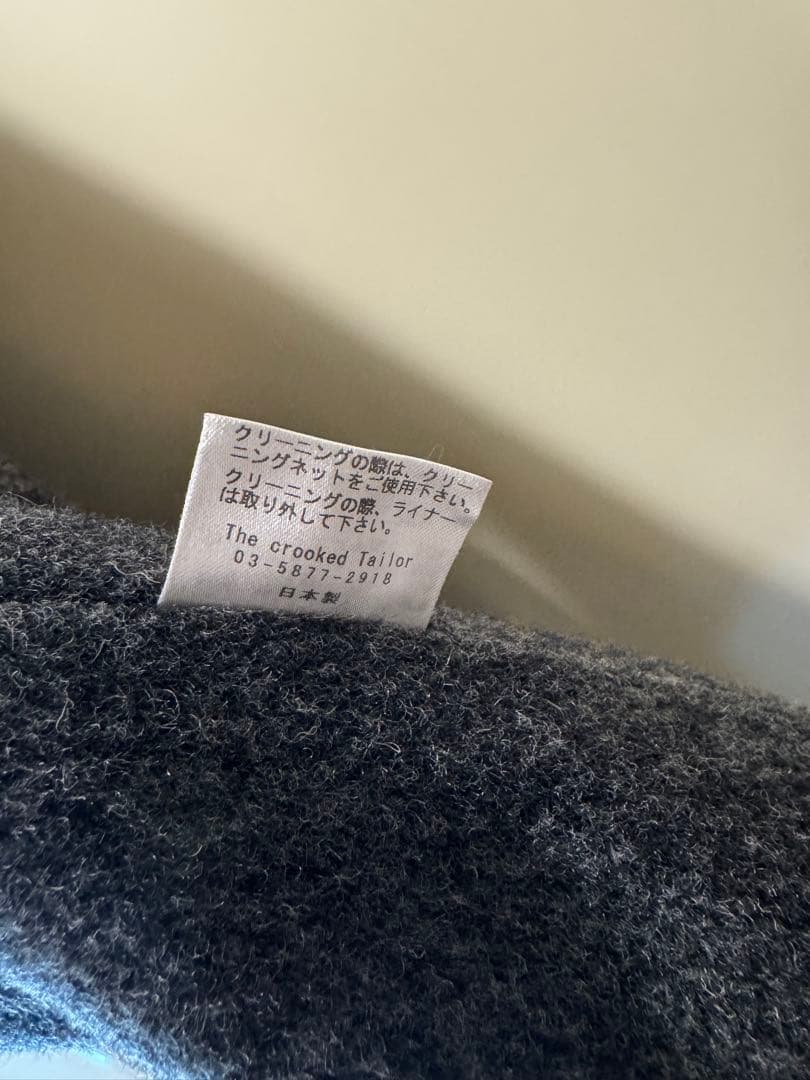 クリーニングの際は、クリー
ニングネットをご使用下さい。
クリーニングの際、ライナー
は取り外して下さい。
The crooked Tailor
03-5877-2918
日本製